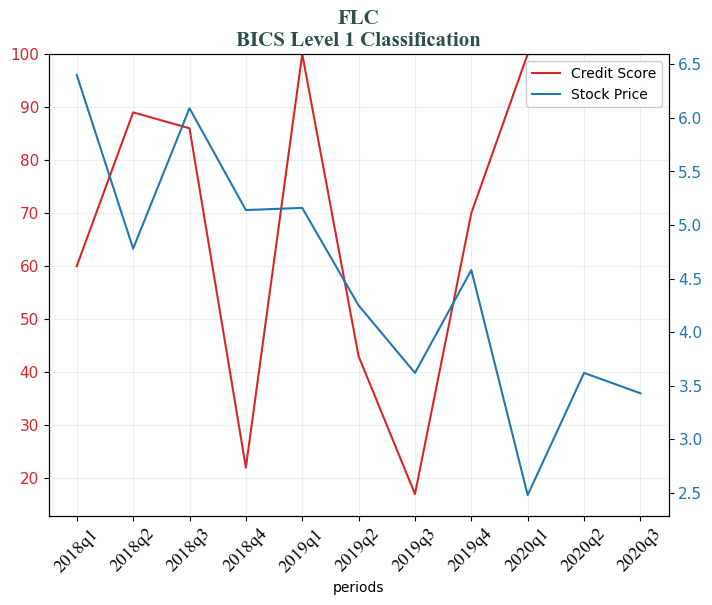 FLC
BICS Level 1 Classification
100
90
80
70
60
50
40
30
20
6.5
6.0
5.5
5.0
4.5
4.0
3.5
3.0
2.5
Credit Score
Stock Price
2018q1
2018q2
2018q3
2018q4
2019q1
2019q2
2019q3
2019q4
2020q1
2020q2
2020q3
periods